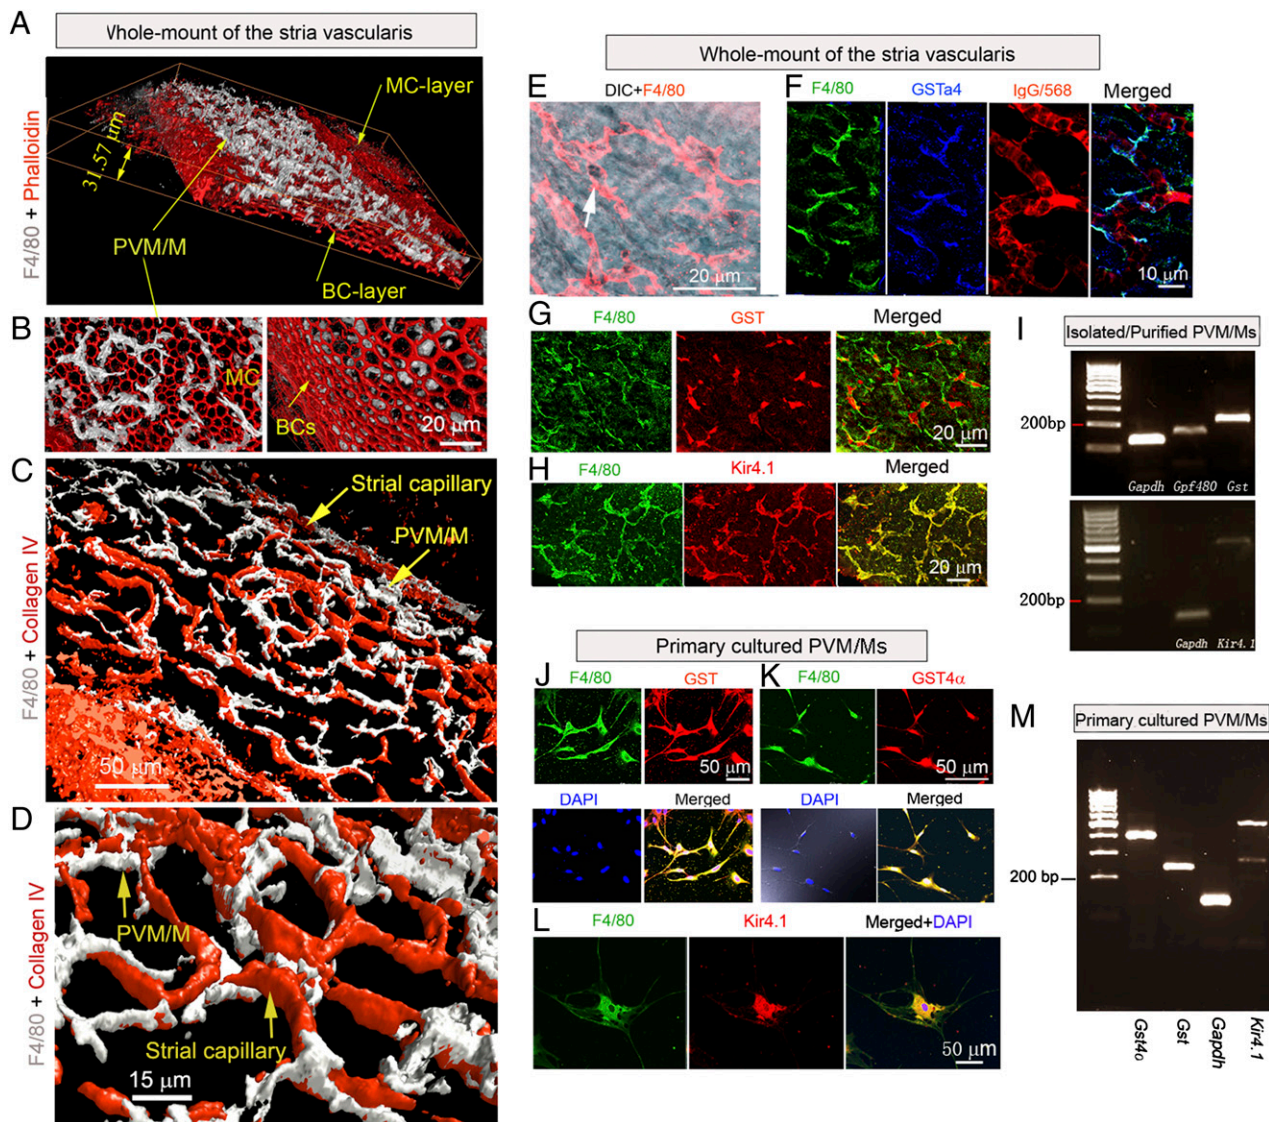 A
Whole-mount of the stria vascularis
F4/80 + Phalloidin
31.57 µm
MC-layer
PVM/M
BC-layer
B
MC
BCs
20 µm
C
F4/80 + Collagen IV
Strial capillary
PVM/M
50 µm
D
F4/80 + Collagen IV
PVM/M
Strial capillary
15 µm
Whole-mount of the stria vascularis
E
DIC+F4/80
20 µm
F
F4/80
GSTa4
IgG/568
Merged
10 µm
G
F4/80
GST
Merged
20 µm
H
F4/80
Kir4.1
Merged
20 µm
I
Isolated/Purified PVM/Ms
200bp
Gapdh
Gpf480
Gst
200bp
Gapdh
Kir4.1
Primary cultured PVM/Ms
J
F4/80
GST
50 µm
DAPI
Merged
K
F4/80
GST4α
50 µm
DAPI
Merged
L
F4/80
Kir4.1
Merged+DAPI
50 µm
M
Primary cultured PVM/Ms
200 bp
Gst4α
Gst
Gapdh
Kir4.1